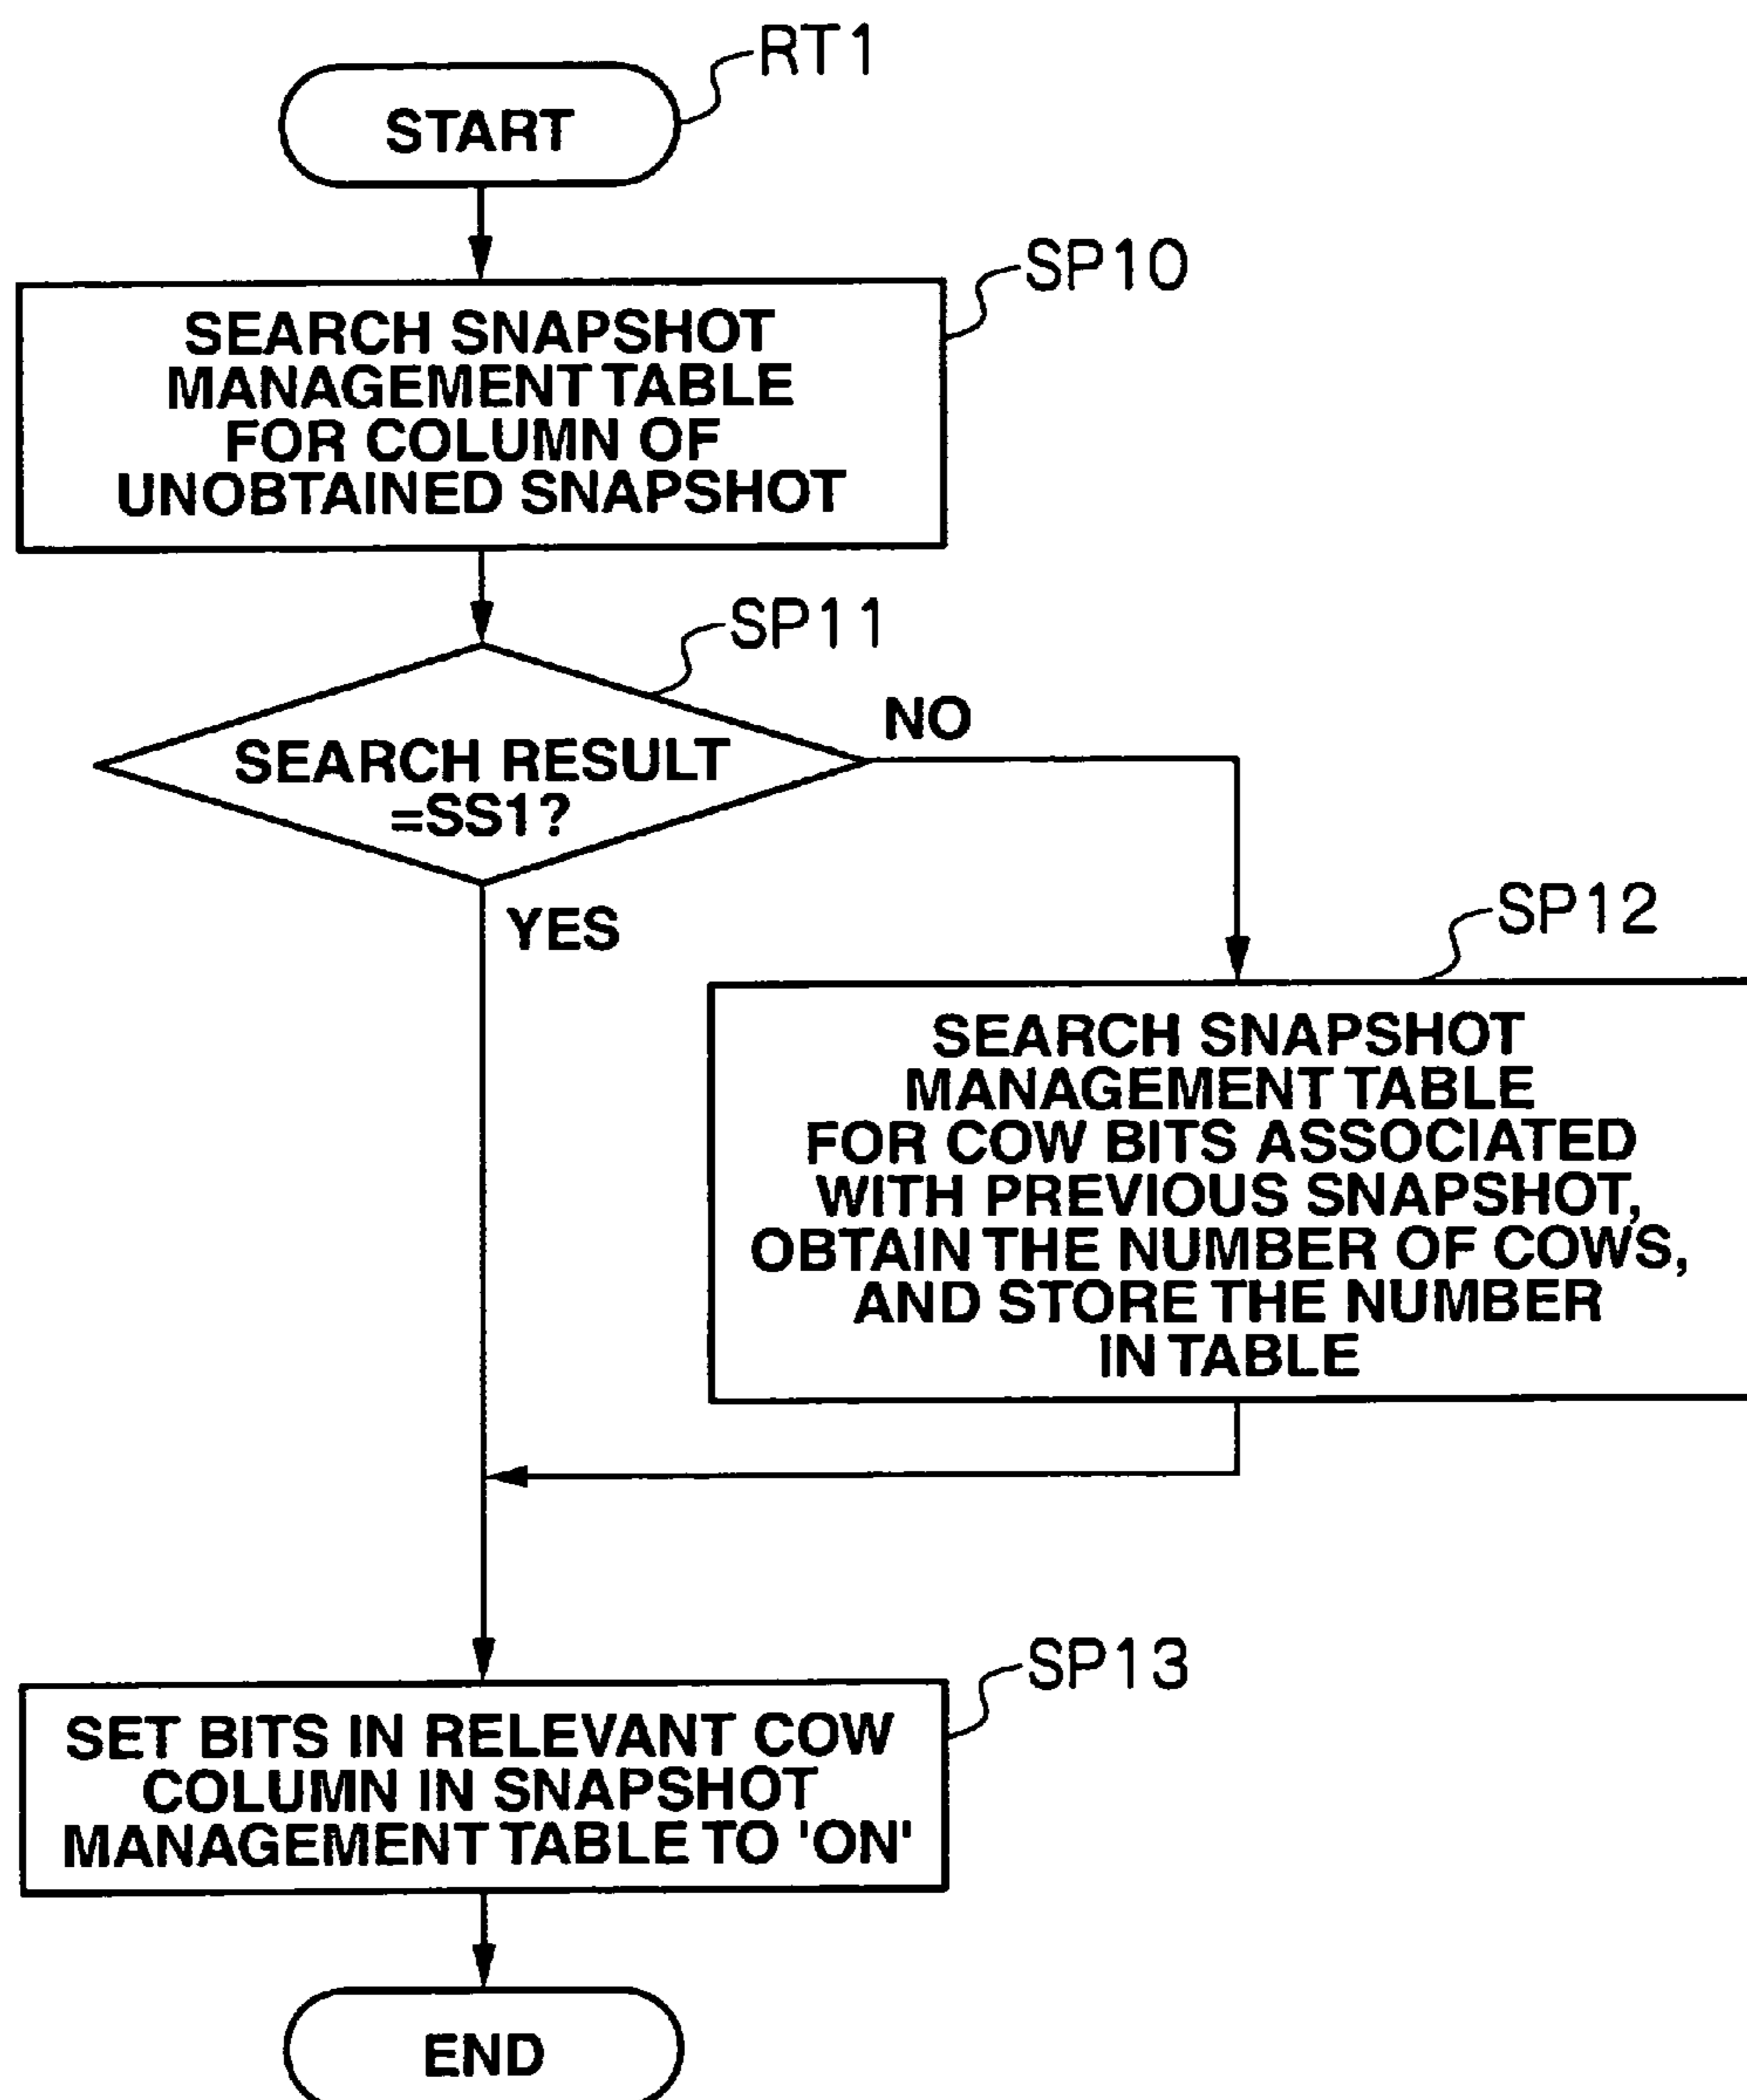 RT1
START
SP10
SEARCH SNAPSHOT
MANAGEMENT TABLE
FOR COLUMN OF
UNOBTAINED SNAPSHOT
SP11
NO
SEARCH RESULT
=SS1?
YES
SP12
SEARCH SNAPSHOT
MANAGEMENT TABLE
FOR COW BITS ASSOCIATED
WITH PREVIOUS SNAPSHOT,
OBTAIN THE NUMBER OF COW'S,
AND STORE THE NUMBER
IN TABLE
SP13
SET BITS IN RELEVANT COW
COLUMN IN SNAPSHOT
MANAGEMENT TABLE TO 'ON'
END